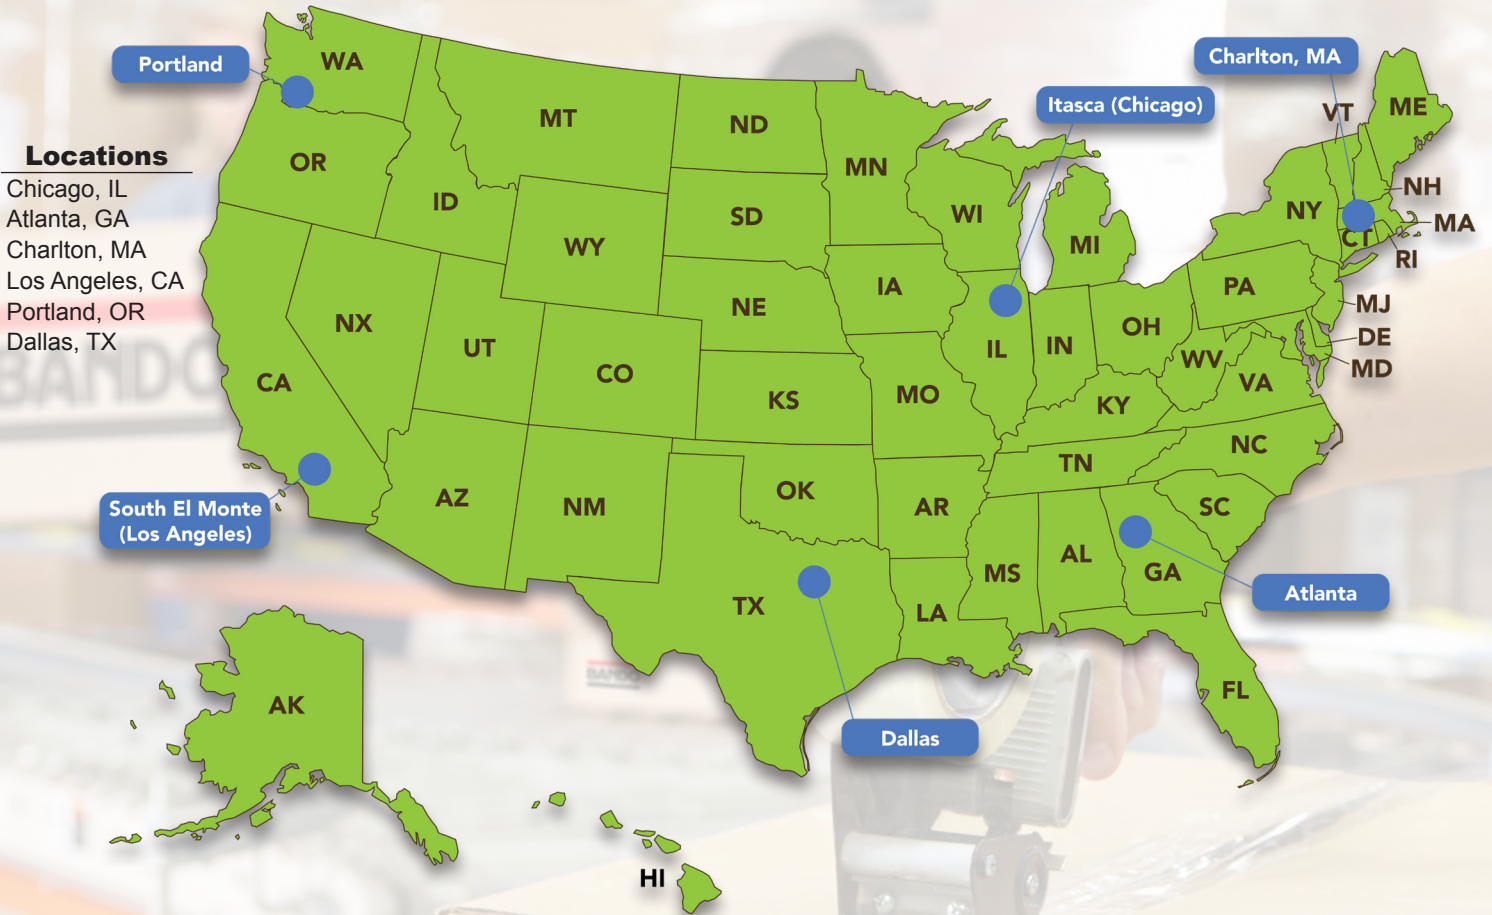 Portland
WA
Charlton, MA
Itasca (Chicago)
VT
ME
MT
ND
MN
Locations
OR
Chicago, IL
ID
SD
WI
NH
Atlanta, GA
NY
MA
Charlton, MA
WY
MI
CT
RI
Los Angeles, CA
IA
PA
Portland, OR
NE
MJ
Dallas, TX
NX
OH
DE
UT
IL
IN
WV
MD
BANDO
CA
CO
KS
MO
KY
VA
NC
TN
South El Monte
(Los Angeles)
AZ
NM
OK
AR
SC
MS
AL
GA
Atlanta
TX
LA
BANDO
FL
AK
Dallas
HI